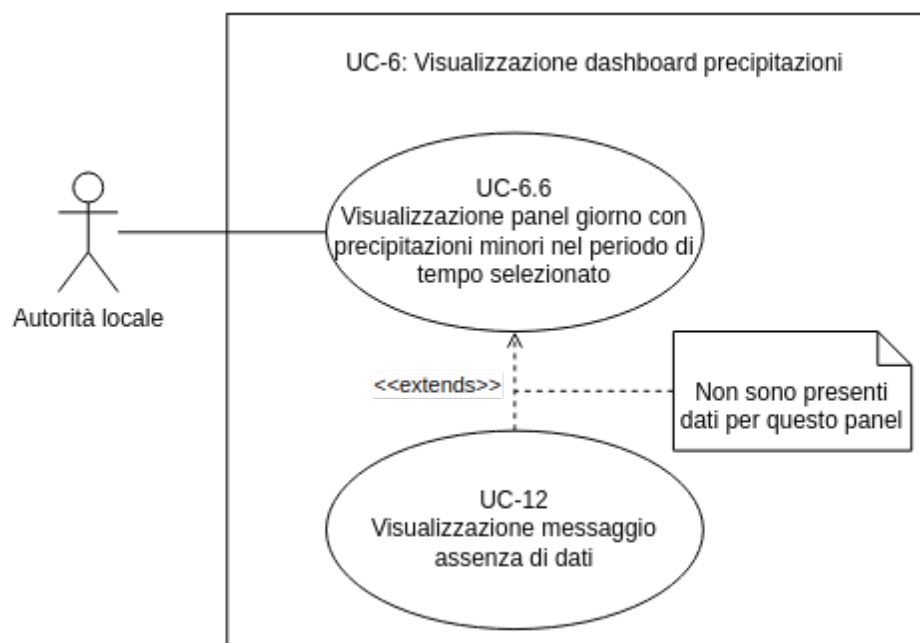 UC-6: Visualizzazione dashboard precipitazioni
UC-6.6
Visualizzazione panel giorno con
precipitazioni minori nel periodo di
tempo selezionato
Autorità locale
<<extends>>
Non sono presenti
dati per questo panel
UC-12
Visualizzazione messaggio
assenza di dati